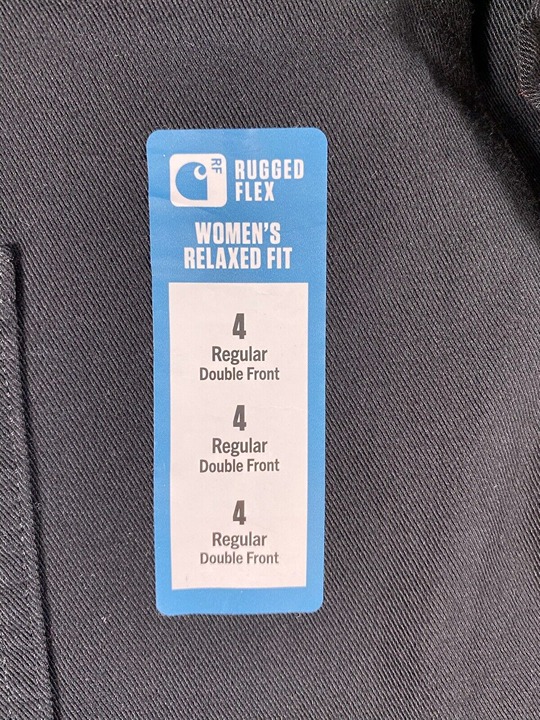 RF
RUGGED
FLEX
WOMEN'S
RELAXED FIT
4
Regular
Double Front
4
Regular
Double Front
4
Regular
Double Front